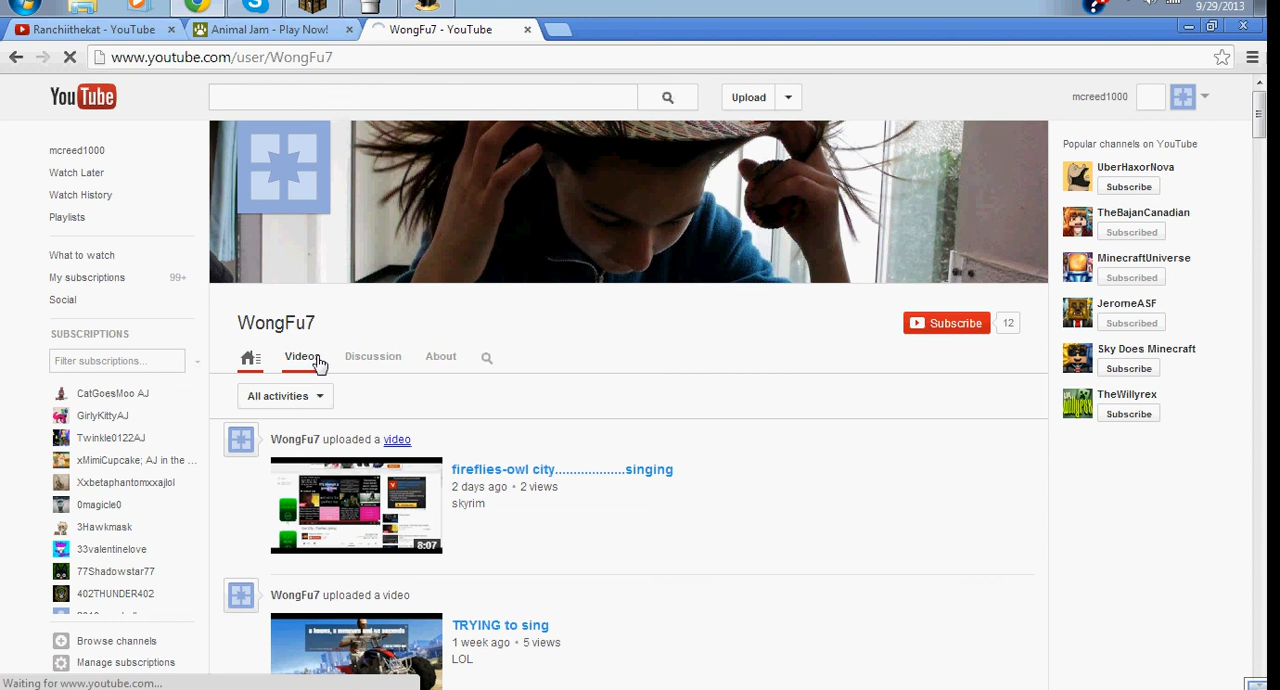 9/29/2013
Ranchiithekat - YouTube
Animal Jam - Play Now!
WongFu7 - YouTube
www.youtube.com/user/WongFu7
YouTube
Upload
mcreed1000
mcreed1000
Watch Later
Watch History
Playlists
What to watch
My subscriptions 99+
Social
SUBSCRIPTIONS
Filter subscriptions...
CatGoesMoo AJ
GirlyKittyAJ
Twinkle0122AJ
xMimiCupcake; AJ in the ...
Xxbetaphantomxxajlol
0magicle0
3Hawkmask
33valentinelove
77Shadowstar77
402THUNDER402
Browse channels
Manage subscriptions
WongFu7
Subscribe 12
Videos Discussion About
All activities
WongFu7 uploaded a video
fireflies-owl city...................singing
2 days ago • 2 views
skyrim
8:07
WongFu7 uploaded a video
TRYING to sing
1 week ago • 5 views
LOL
Popular channels on YouTube
UberHaxorNova
Subscribe
TheBajanCanadian
Subscribed
MinecraftUniverse
Subscribed
JeromeASF
Subscribed
Sky Does Minecraft
Subscribe
TheWillyrex
Subscribe
Waiting for www.youtube.com...